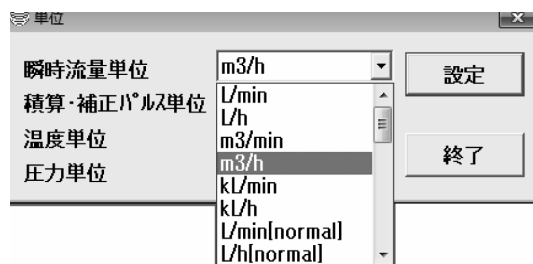 単位
瞬時流量単位
m3/h
設定
積算・補正ﾊﾟﾙｽ単位
温度単位
圧力単位
終了
L/min
L/h
m3/min
m3/h
kL/min
kL/h
L/min[normal]
L/h[normal]